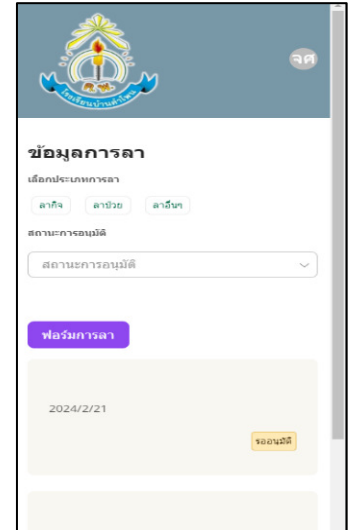 จศ
ข้อมูลการลา
เลือกประเภทการลา
ลากิจ ลาป่วย ลาอื่นๆ
สถานะการอนุมัติ
สถานะการอนุมัติ
ฟอร์มการลา
2024/2/21
รออนุมัติ